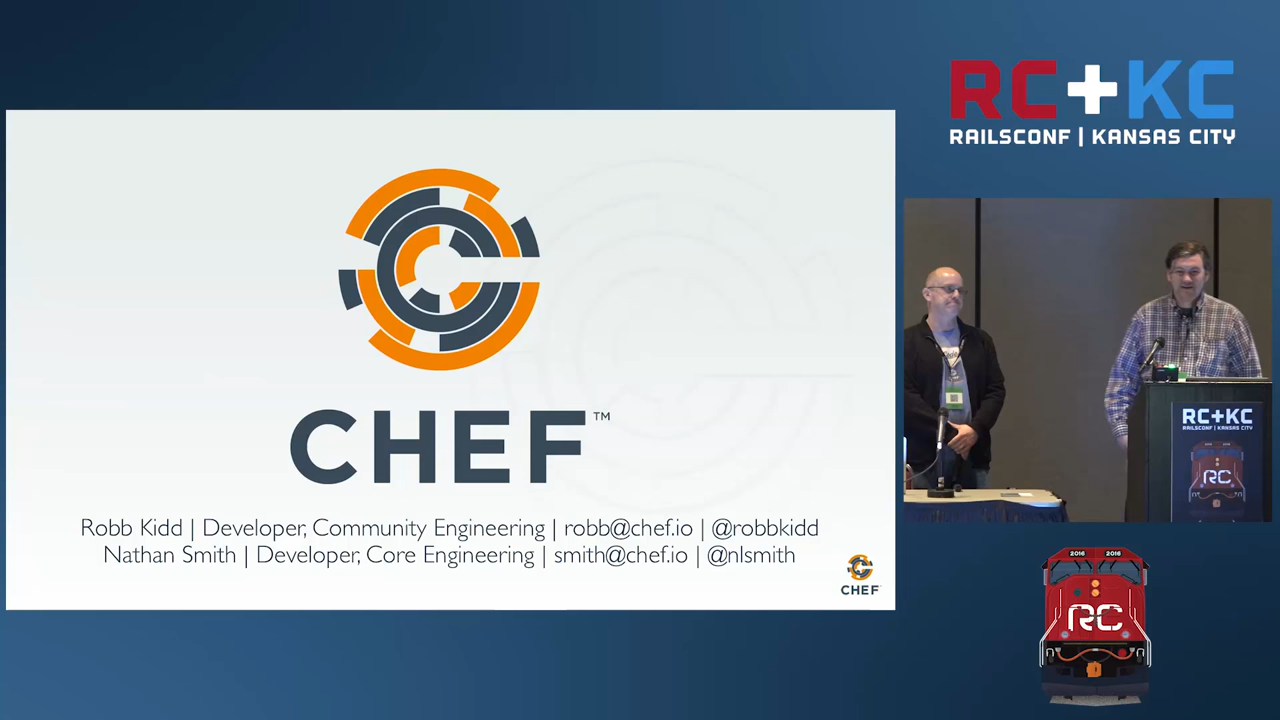 RC+KC
RAILSCONF | KANSAS CITY
CHEF™
Robb Kidd | Developer, Community Engineering | robb@chef.io | @robbkidd
Nathan Smith | Developer, Core Engineering | smith@chef.io | @nlsmith
CHEF
RC+KC
RAILSCONF | KANSAS CITY
RC
2016 2016
RC